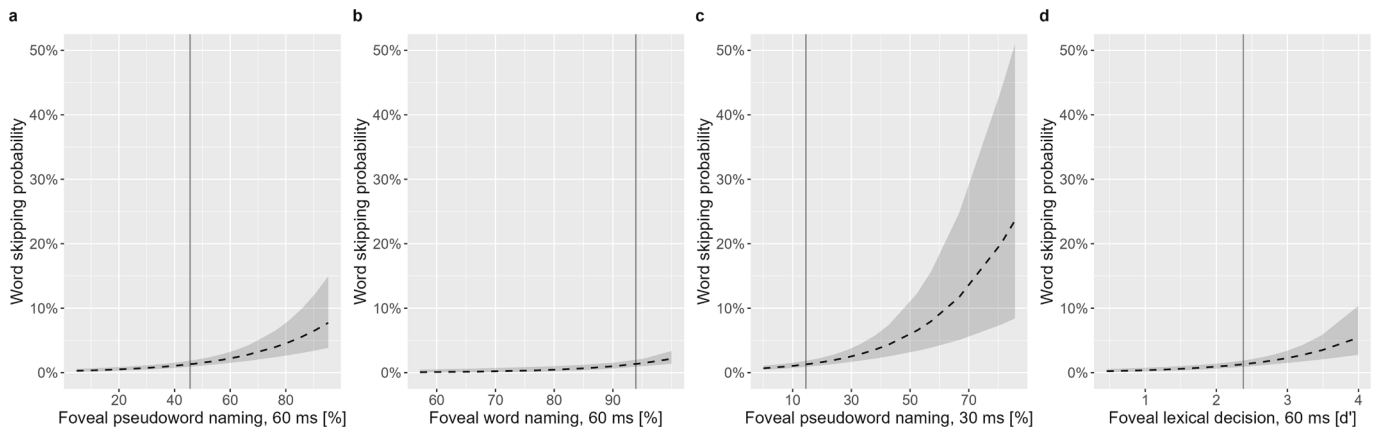 a
50%
40%
30%
20%
10%
0%
Word skipping probability
20 40 60 80
Foveal pseudoword naming, 60 ms [%]
b
50%
40%
30%
20%
10%
0%
Word skipping probability
60 70 80 90
Foveal word naming, 60 ms [%]
c
50%
40%
30%
20%
10%
0%
Word skipping probability
10 30 50 70
Foveal pseudoword naming, 30 ms [%]
d
50%
40%
30%
20%
10%
0%
Word skipping probability
1 2 3 4
Foveal lexical decision, 60 ms [d']